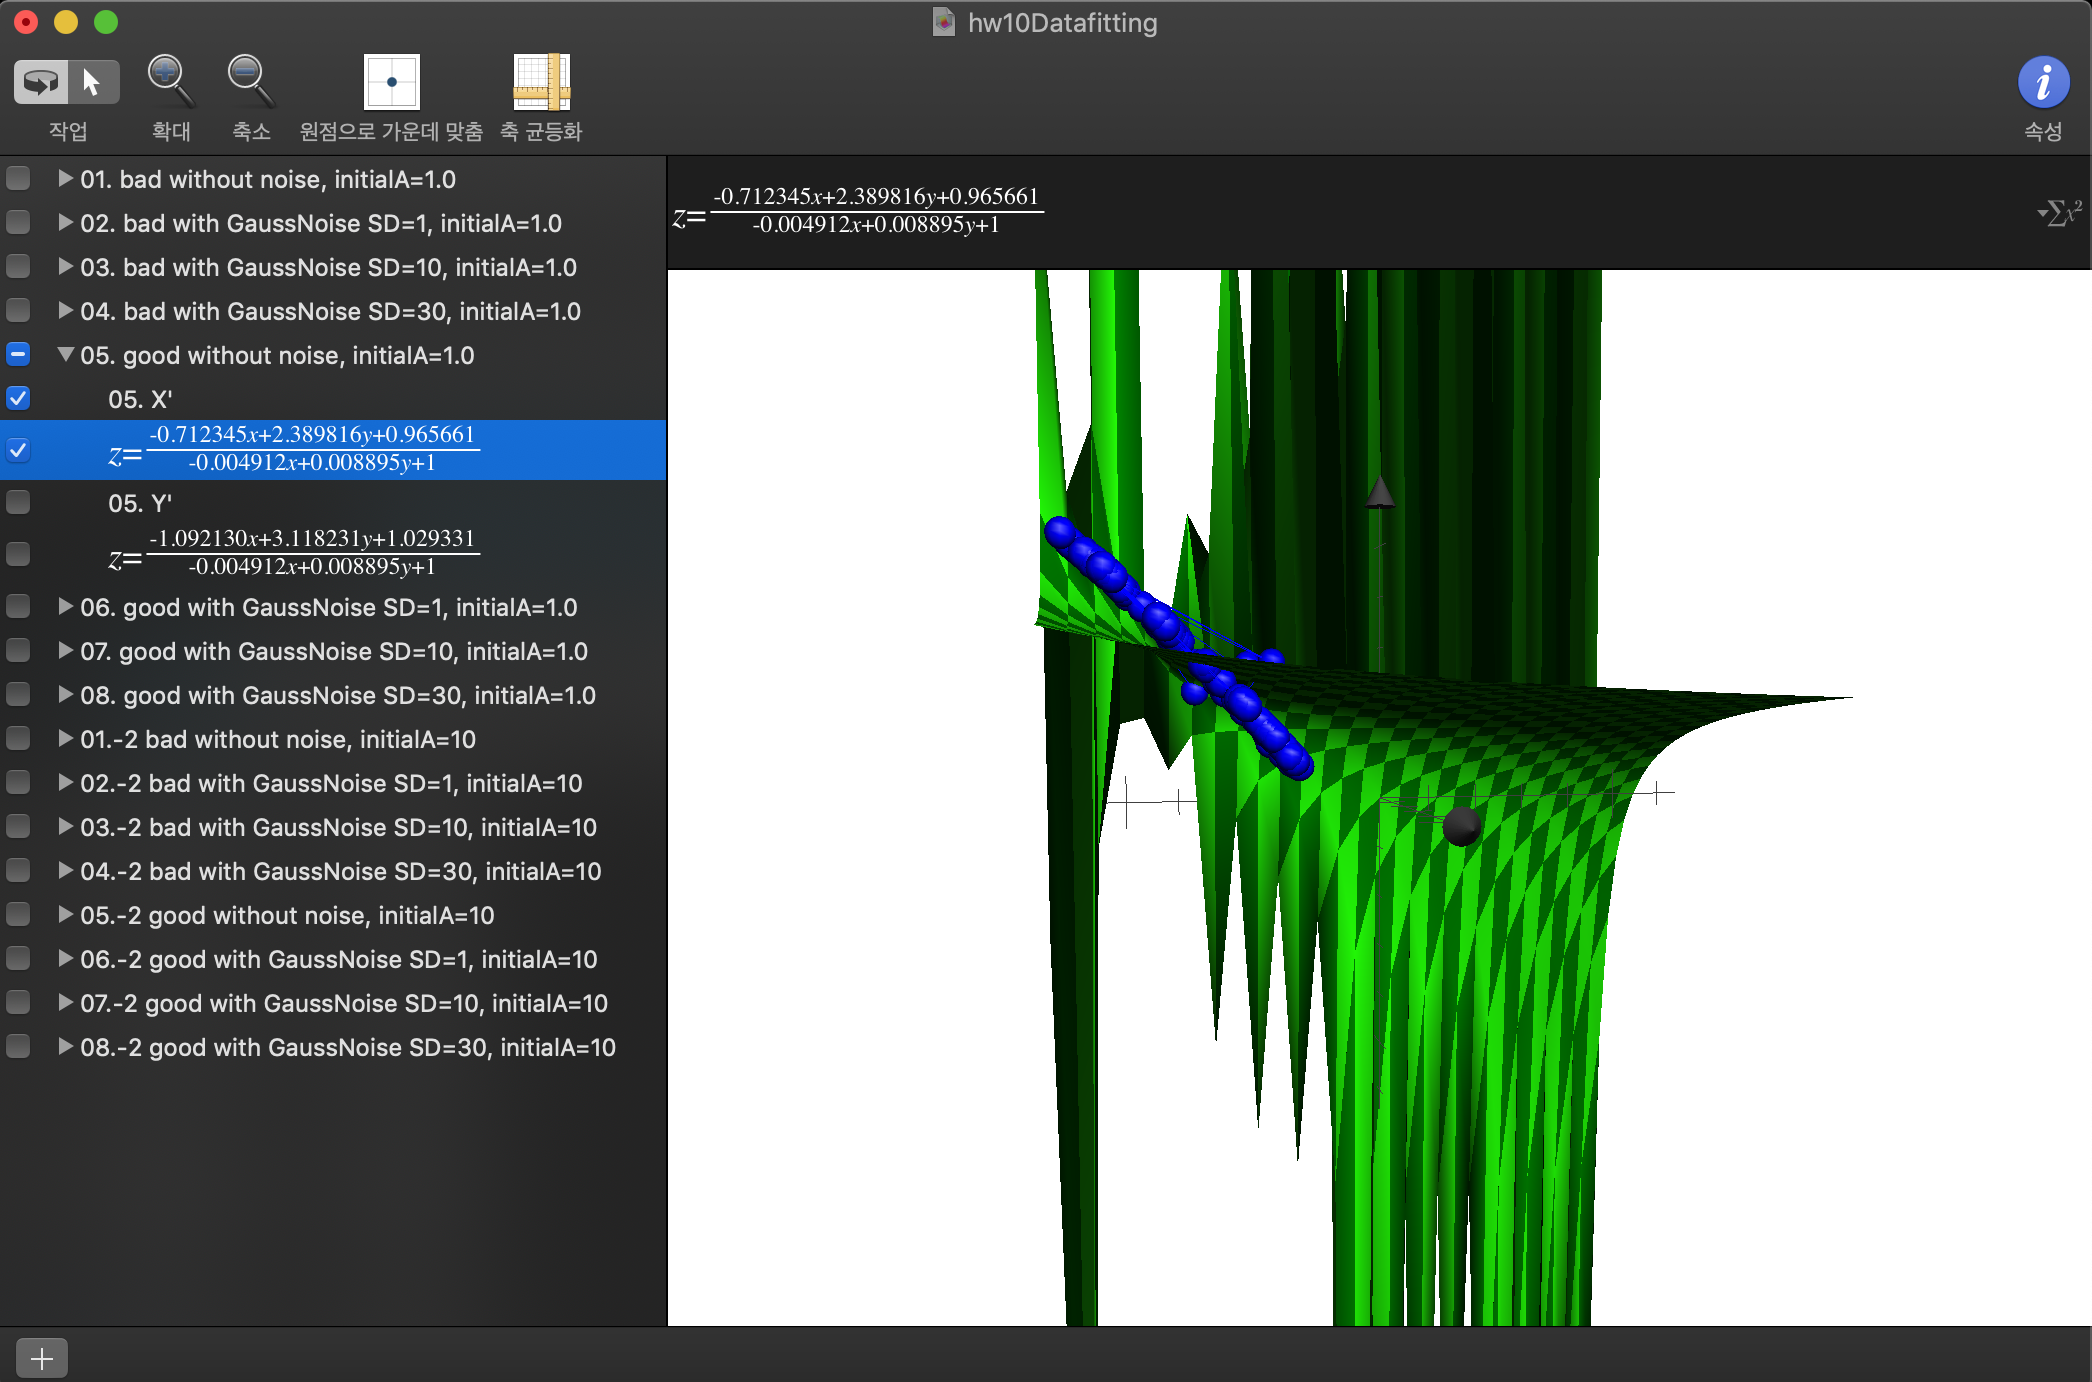 hw10Datafitting
작업
확대
축소
원점으로 가운데 맞춤
축 균등화
속성
01. bad without noise, initialA=1.0
02. bad with GaussNoise SD=1, initialA=1.0
03. bad with GaussNoise SD=10, initialA=1.0
04. bad with GaussNoise SD=30, initialA=1.0
05. good without noise, initialA=1.0
05. X'
z= -0.712345x+2.389816y+0.965661
-0.004912x+0.008895y+1
05. Y'
z= -1.092130x+3.118231y+1.029331
-0.004912x+0.008895y+1
06. good with GaussNoise SD=1, initialA=1.0
07. good with GaussNoise SD=10, initialA=1.0
08. good with GaussNoise SD=30, initialA=1.0
01.-2 bad without noise, initialA=10
02.-2 bad with GaussNoise SD=1, initialA=10
03.-2 bad with GaussNoise SD=10, initialA=10
04.-2 bad with GaussNoise SD=30, initialA=10
05.-2 good without noise, initialA=10
06.-2 good with GaussNoise SD=1, initialA=10
07.-2 good with GaussNoise SD=10, initialA=10
08.-2 good with GaussNoise SD=30, initialA=10
z= -0.712345x+2.389816y+0.965661
-0.004912x+0.008895y+1
Σx²